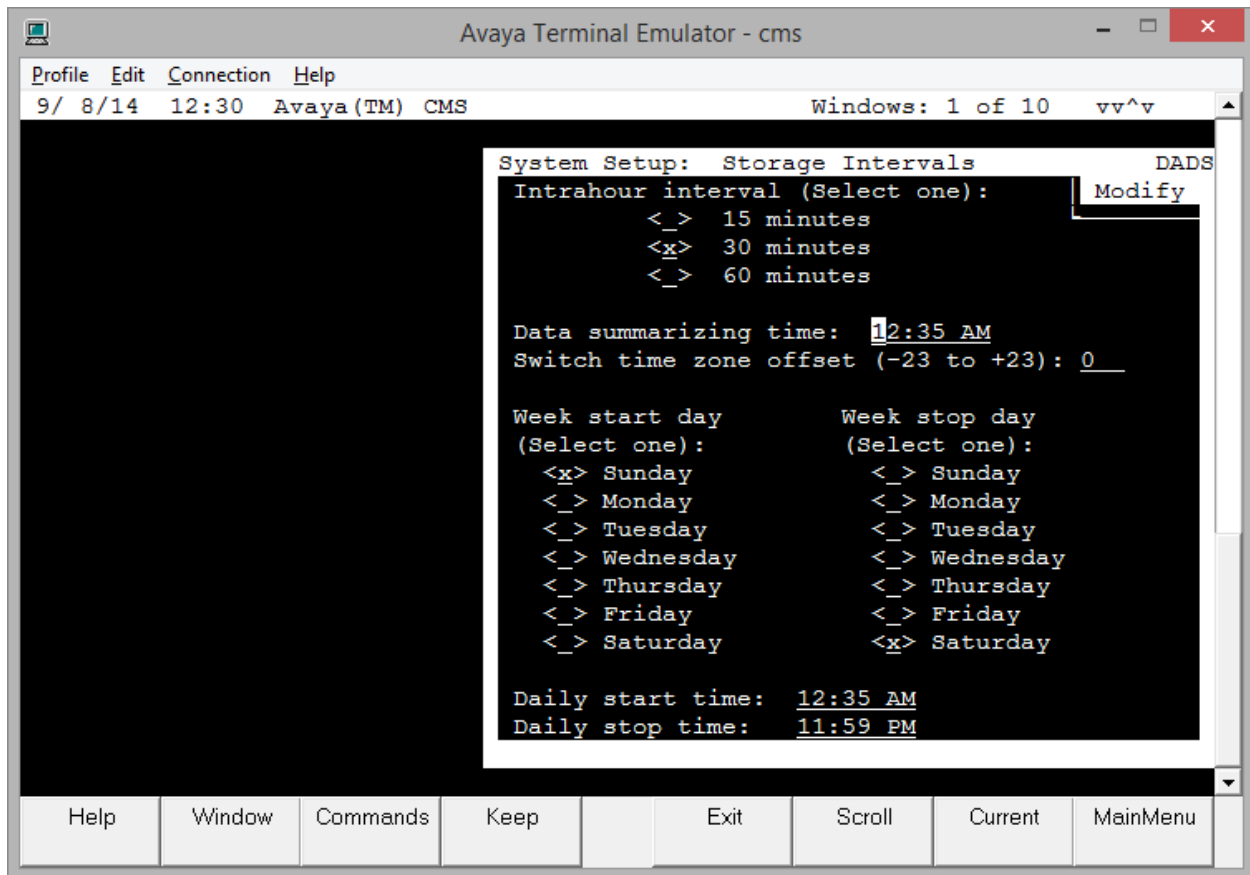 Avaya Terminal Emulator - cms
Profile Edit Connection Help
9/ 8/14 12:30 Avaya(TM) CMS Windows: 1 of 10 vv^v
System Setup: Storage Intervals DADS
Intrahour interval (Select one): Modify
<_> 15 minutes
<x> 30 minutes
<_> 60 minutes
Data summarizing time: 12:35 AM
Switch time zone offset (-23 to +23): 0
Week start day Week stop day
(Select one): (Select one):
<x> Sunday <_> Sunday
<_> Monday <_> Monday
<_> Tuesday <_> Tuesday
<_> Wednesday <_> Wednesday
<_> Thursday <_> Thursday
<_> Friday <_> Friday
<_> Saturday <x> Saturday
Daily start time: 12:35 AM
Daily stop time: 11:59 PM
Help Window Commands Keep Exit Scroll Current MainMenu